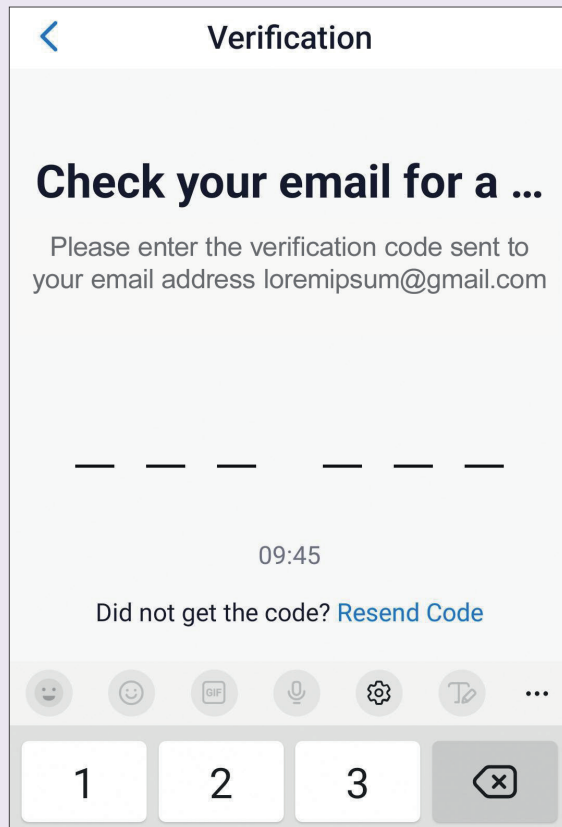 Verification
Check your email for a ...
Please enter the verification code sent to
your email address loremipsum@gmail.com
09:45
Did not get the code? Resend Code
GIF
1 2 3